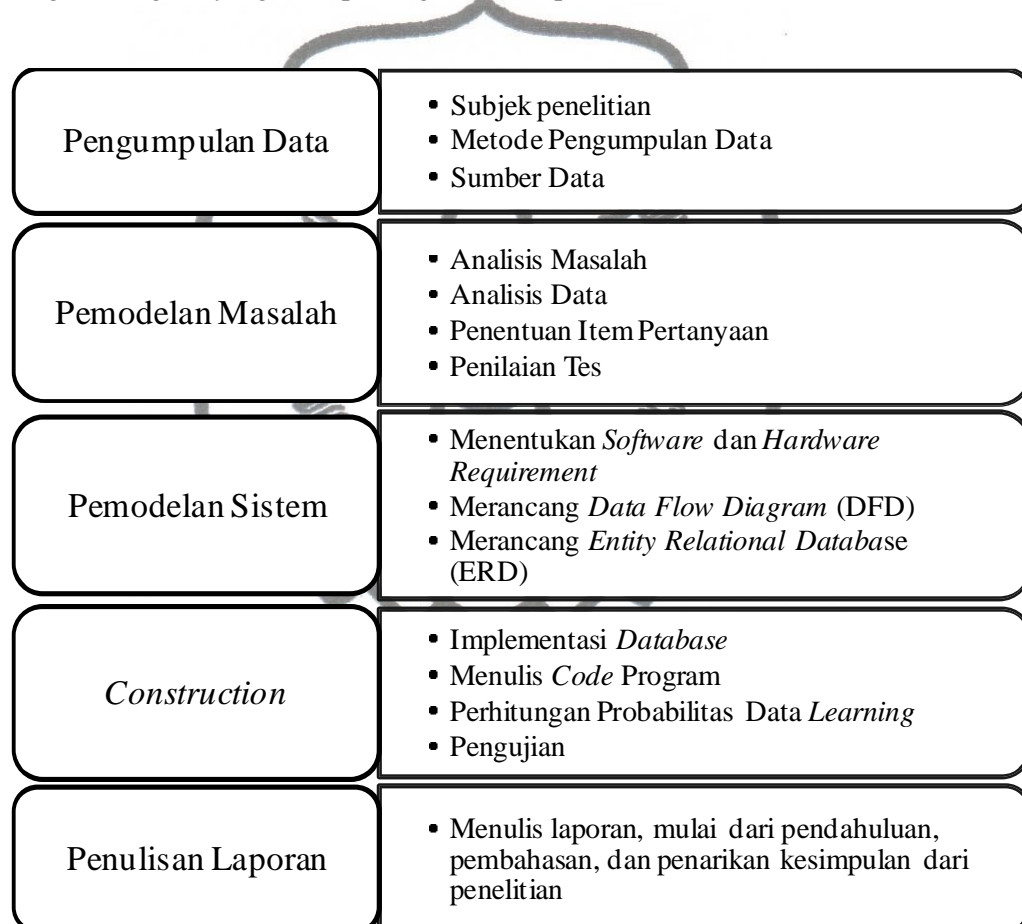 Pengumpulan Data
• Subjek penelitian
• Metode Pengumpulan Data
• Sumber Data
Pemodelan Masalah
• Analisis Masalah
• Analisis Data
• Penentuan Item Pertanyaan
• Penilaian Tes
Pemodelan Sistem
• Menentukan Software dan Hardware
Requirement
• Merancang Data Flow Diagram (DFD)
• Merancang Entity Relational Database
(ERD)
Construction
• Implementasi Database
• Menulis Code Program
• Perhitungan Probabilitas Data Learning
• Pengujian
Penulisan Laporan
• Menulis laporan, mulai dari pendahuluan,
pembahasan, dan penarikan kesimpulan dari
penelitian